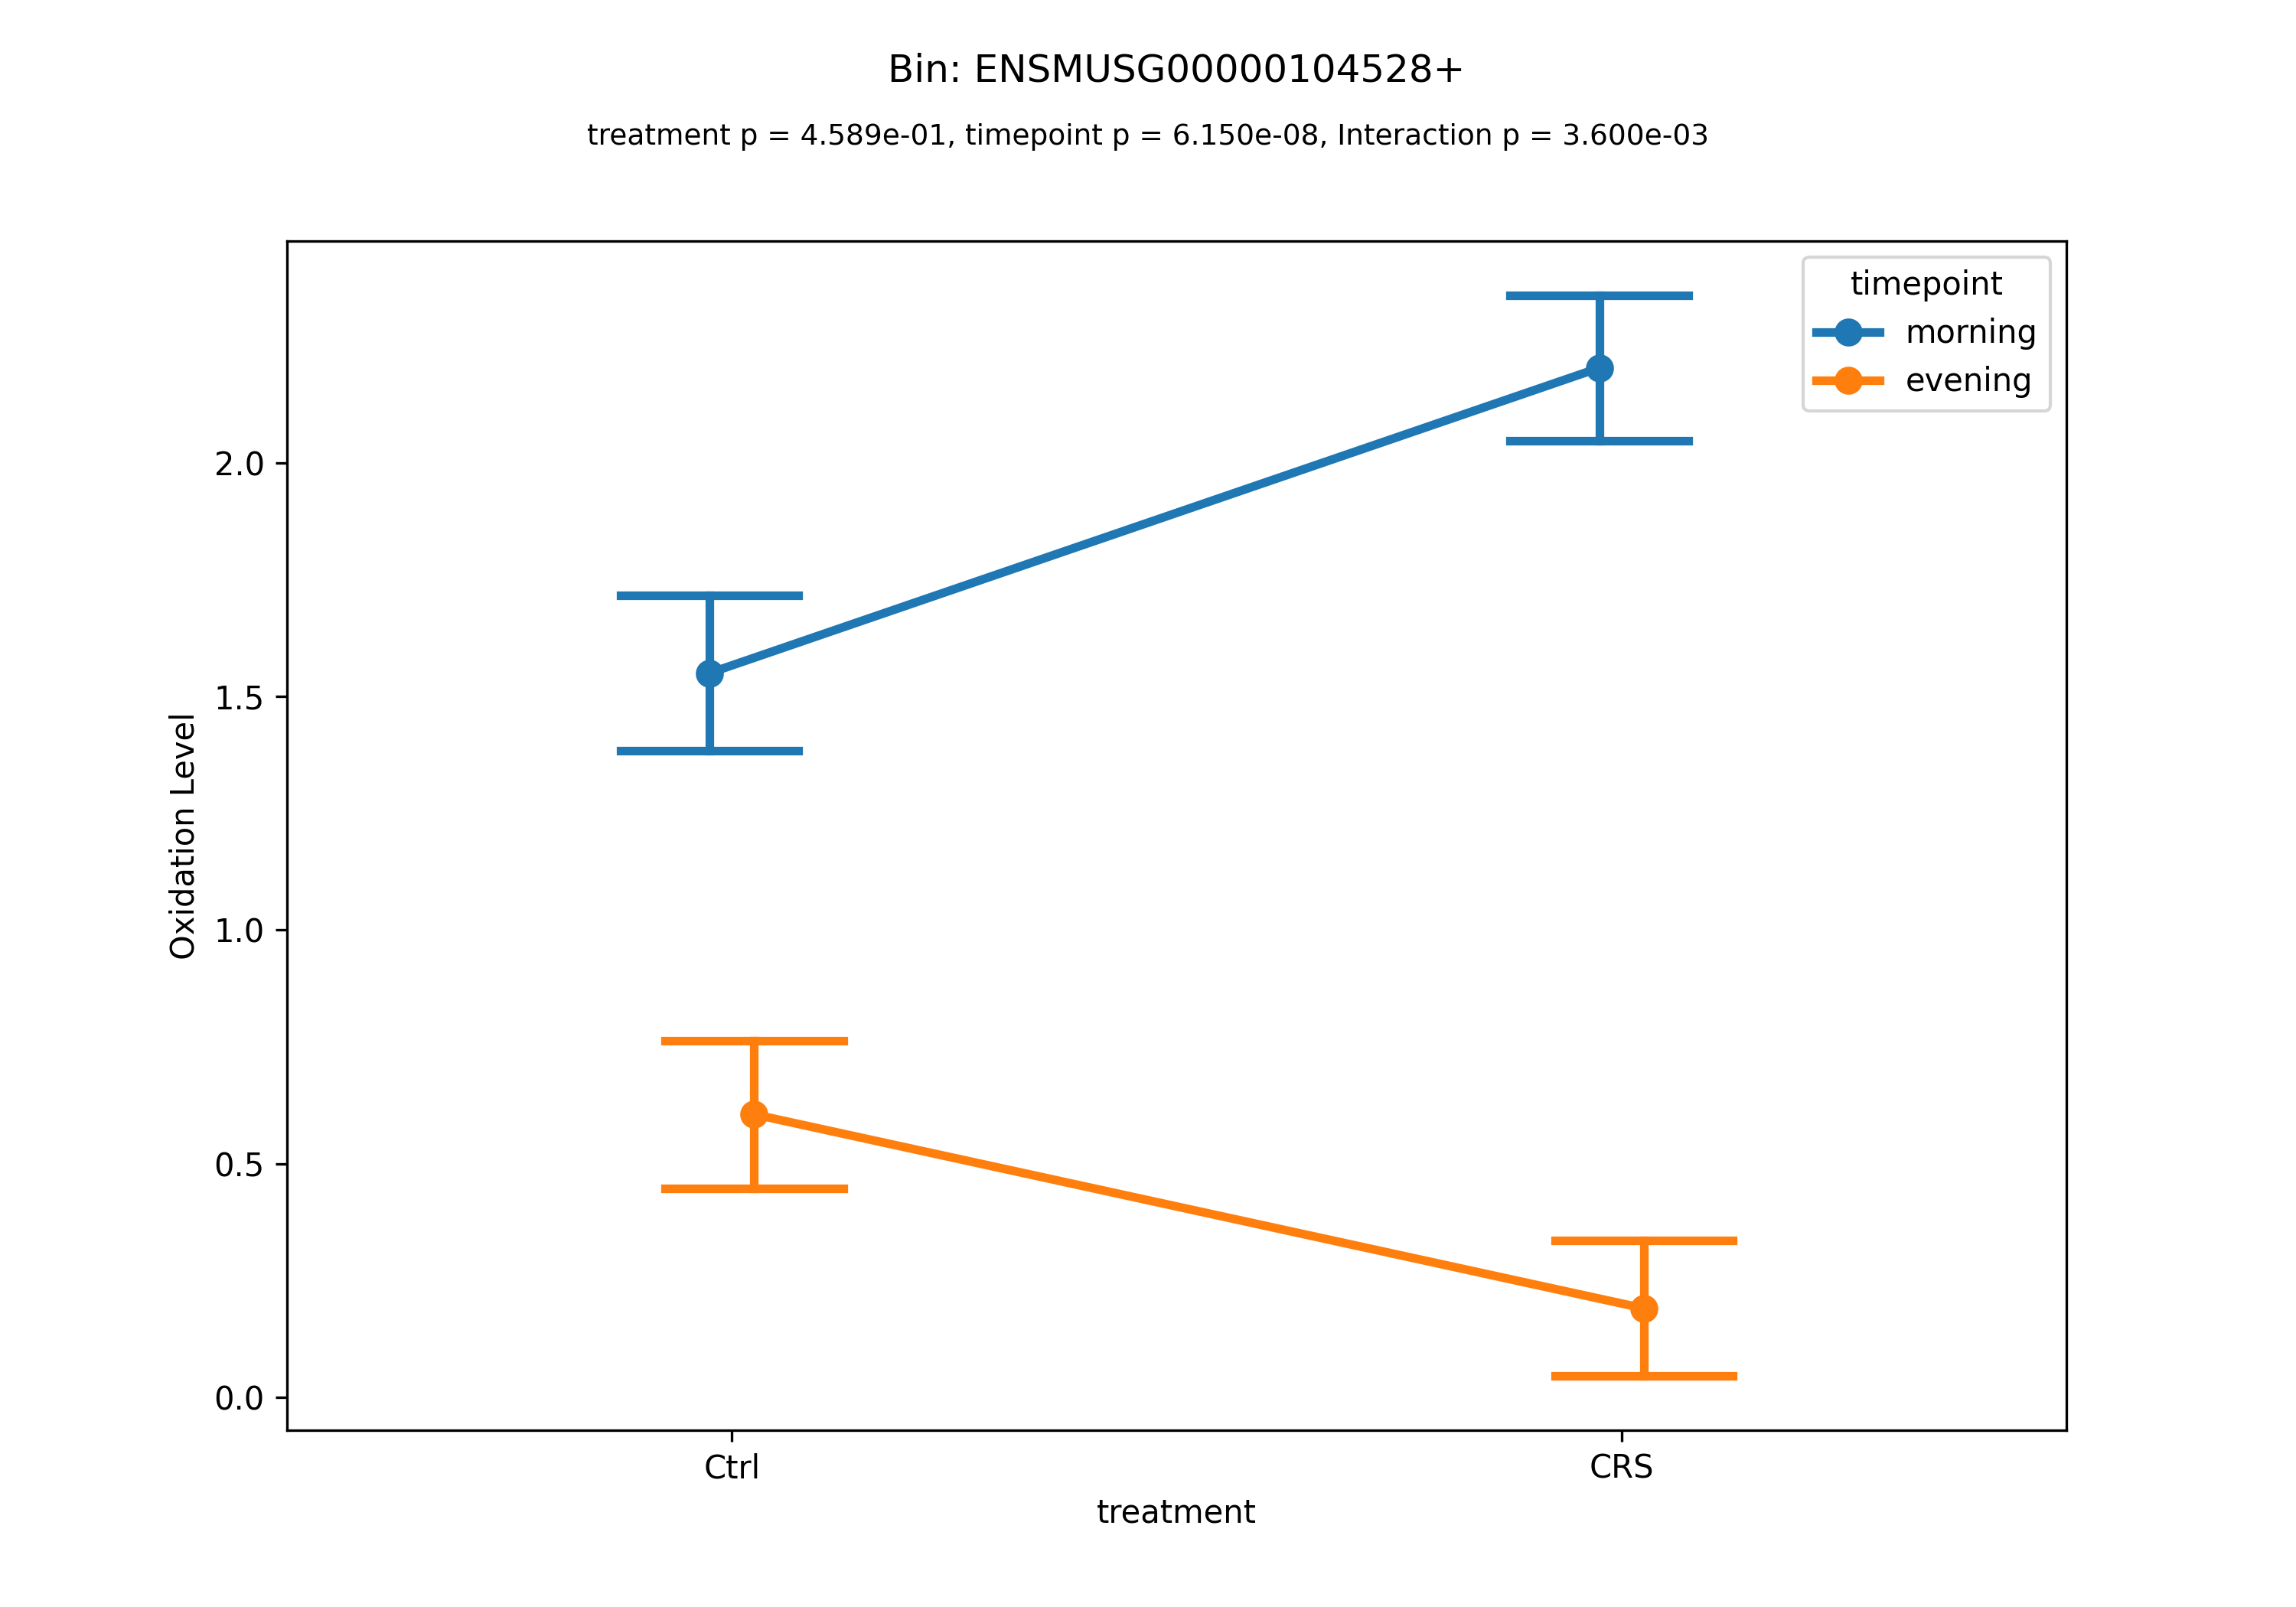 Bin: ENSMUSG00000104528+
treatment p = 4.589e-01, timepoint p = 6.150e-08, Interaction p = 3.600e-03
timepoint
morning
evening
2.0
1.5
1.0
0.5
0.0
Oxidation Level
Ctrl
CRS
treatment